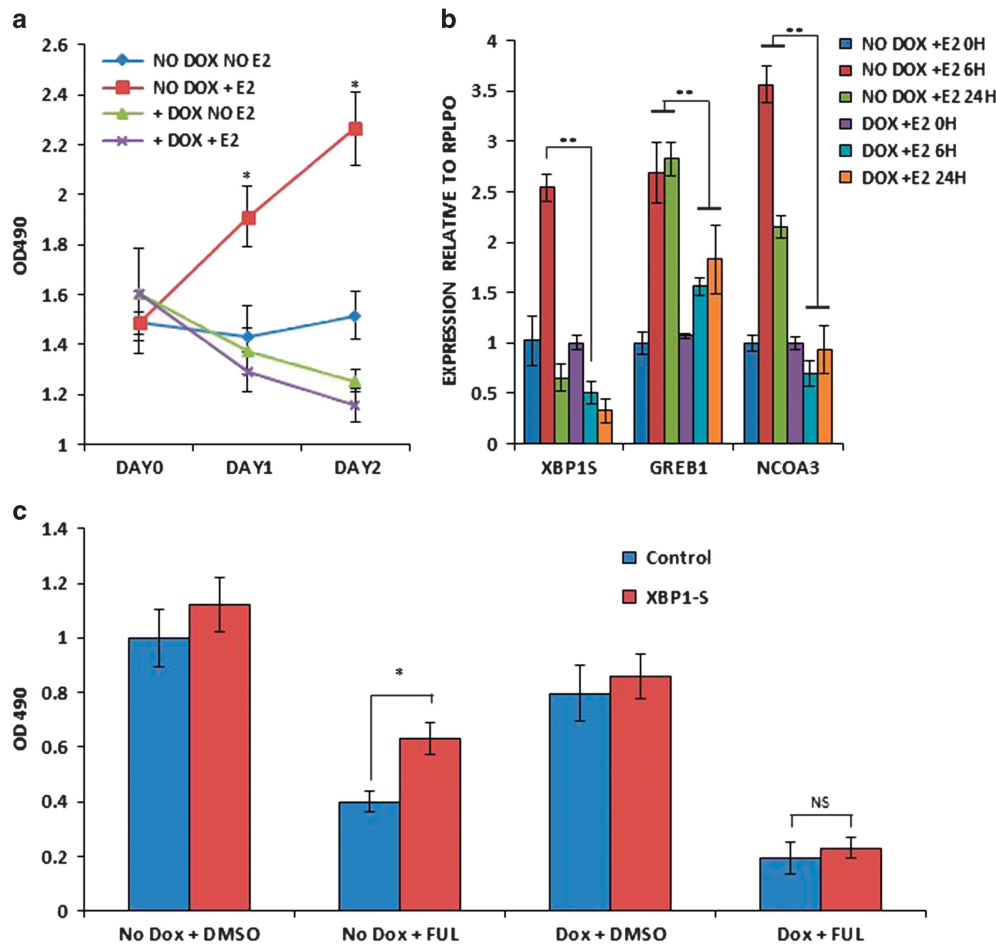 a
OD490
2.6
2.4
2.2
2
1.8
1.6
1.4
1.2
1
NO DOX NO E2
NO DOX + E2
+ DOX NO E2
+ DOX + E2
*
*
DAY0
DAY1
DAY2
b
EXPRESSION RELATIVE TO RPLPO
4
3.5
3
2.5
2
1.5
1
0.5
0
**
**
**
NO DOX +E2 0H
NO DOX +E2 6H
NO DOX +E2 24H
DOX +E2 0H
DOX +E2 6H
DOX +E2 24H
XBP1S
GREB1
NCOA3
c
OD 490
1.4
1.2
1
0.8
0.6
0.4
0.2
0
Control
XBP1-S
*
NS
No Dox + DMSO
No Dox + FUL
Dox + DMSO
Dox + FUL